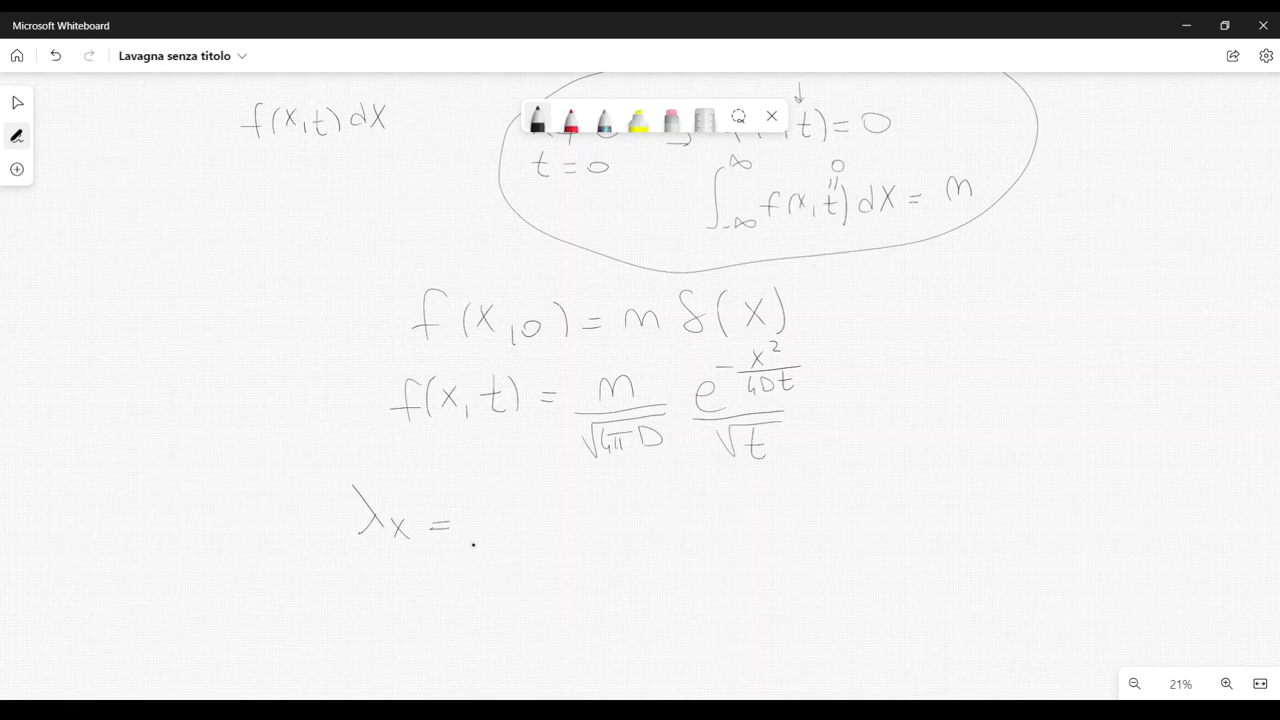 Microsoft Whiteboard
Lavagna senza titolo
f(x,t) dx
t) = 0
t = 0
∫_{-∞}^{∞} f(x,t) dx = n
0
f(x,0) = n δ(x)
f(x,t) = n/√(4πD) e^{-x²/4Dt}/√t
λx =
21%